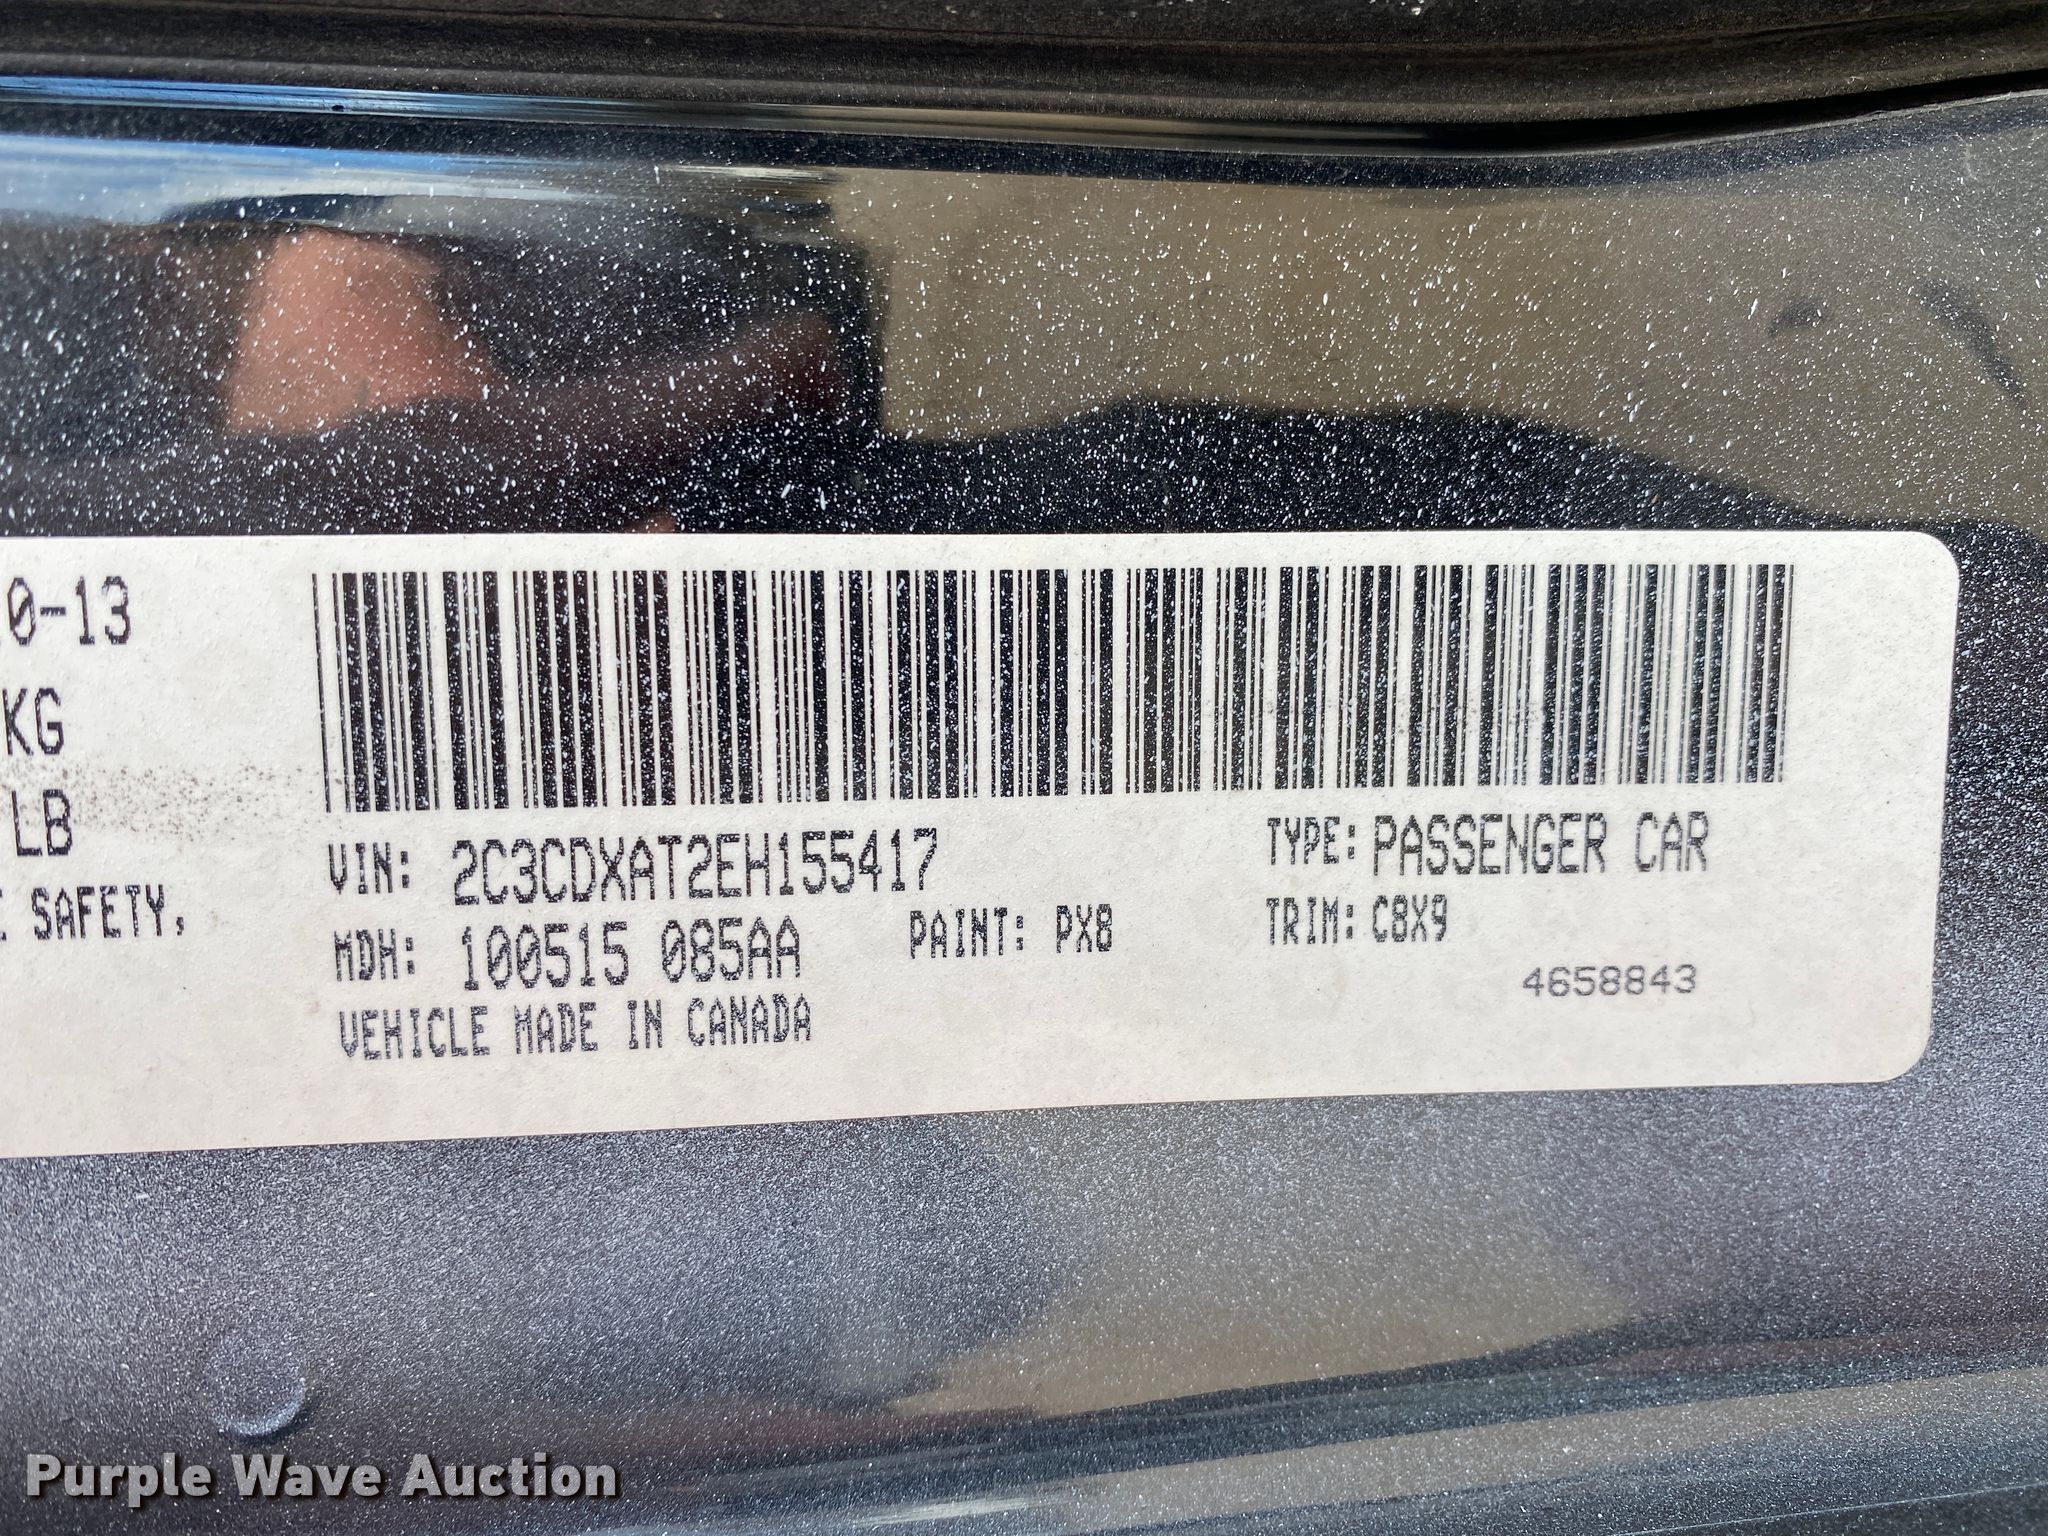 0-13
KG
LB
SAFETY,
VIN: 2C3CDXAT2EH155417
TYPE: PASSENGER CAR
MDH: 100515 085AA
PAINT: PX8
TRIM: C8X9
VEHICLE MADE IN CANADA
4658843
Purple Wave Auction